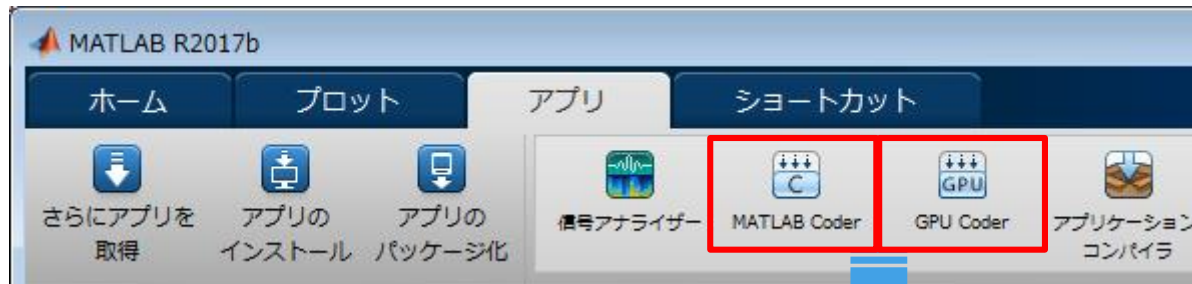 MATLAB R2017b
ホーム プロット アプリ ショートカット
C GPU
さらにアプリを
取得
アプリの
インストール
アプリの
パッケージ化
信号アナライザー
MATLAB Coder
GPU Coder
アプリケーション
コンパイラ